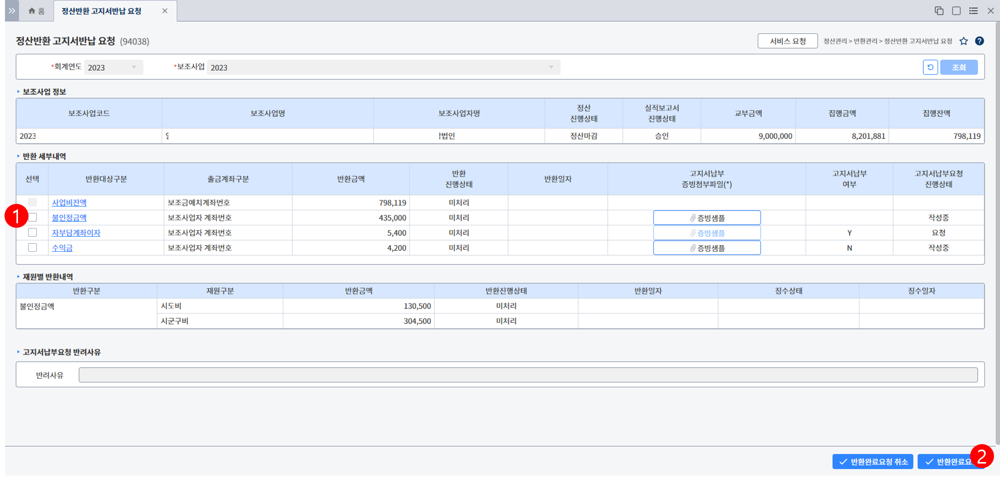 홈
정산반환 고지서반납 요청
정산반환 고지서반납 요청 (94038)
서비스 요청
정산관리 > 반환관리 > 정산반환 고지서반납 요청
?
*회계연도 2023
*보조사업 2023
조회
보조사업 정보
보조사업코드 보조사업명 보조사업자명 정산 진행상태 실적보고서 진행상태 교부금액 집행금액 집행잔액
2023 법인 정산마감 승인 9,000,000 8,201,881 798,119
반환 세부내역
선택 반환대상구분 출금계좌구분 반환금액 반환 진행상태 반환일자 고지서납부 증빙첨부파일(*) 고지서납부 여부 고지서납부요청 진행상태
사업비잔액 보조금예치계좌번호 798,119 미처리
1
불인정금액 보조사업자 계좌번호 435,000 미처리 증빙샘플 작성중
자부담계좌이자 보조사업자 계좌번호 5,400 미처리 증빙샘플 Y 요청
수익금 보조사업자 계좌번호 4,200 미처리 증빙샘플 N 작성중
재원별 반환내역
반환구분 재원구분 반환금액 반환진행상태 반환일자 징수상태 징수일자
불인정금액 시도비 130,500 미처리
시군구비 304,500 미처리
고지서납부요청 반려사유
반려사유
반환완료요청 취소
반환완료요
2